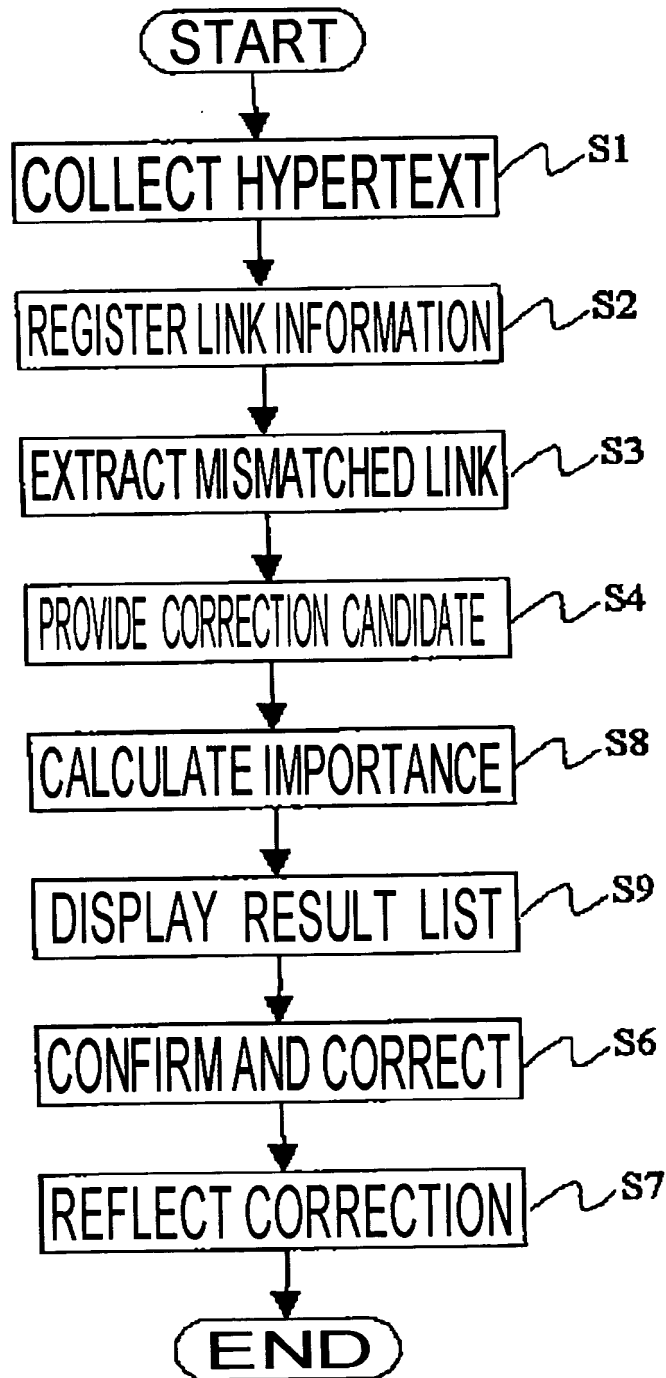 START
COLLECT HYPERTEXT
S1
REGISTER LINK INFORMATION
S2
EXTRACT MISMATCHED LINK
S3
PROVIDE CORRECTION CANDIDATE
S4
CALCULATE IMPORTANCE
S8
DISPLAY RESULT LIST
S9
CONFIRM AND CORRECT
S6
REFLECT CORRECTION
S7
END